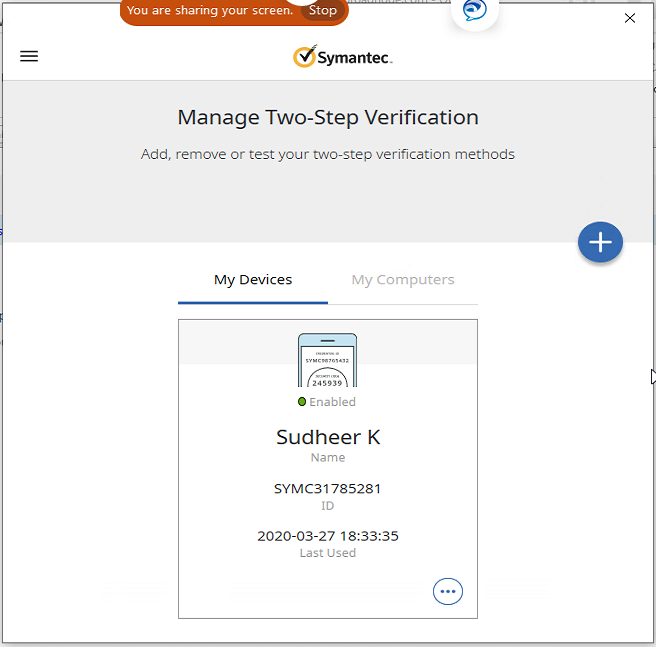 You are sharing your screen. Stop
Symantec.
Manage Two-Step Verification
Add, remove or test your two-step verification methods
My Devices My Computers
CREDENTIAL ID
SYMC98765432
SECURITY CODE
245939
Enabled
Sudheer K
Name
SYMC31785281
ID
2020-03-27 18:33:35
Last Used